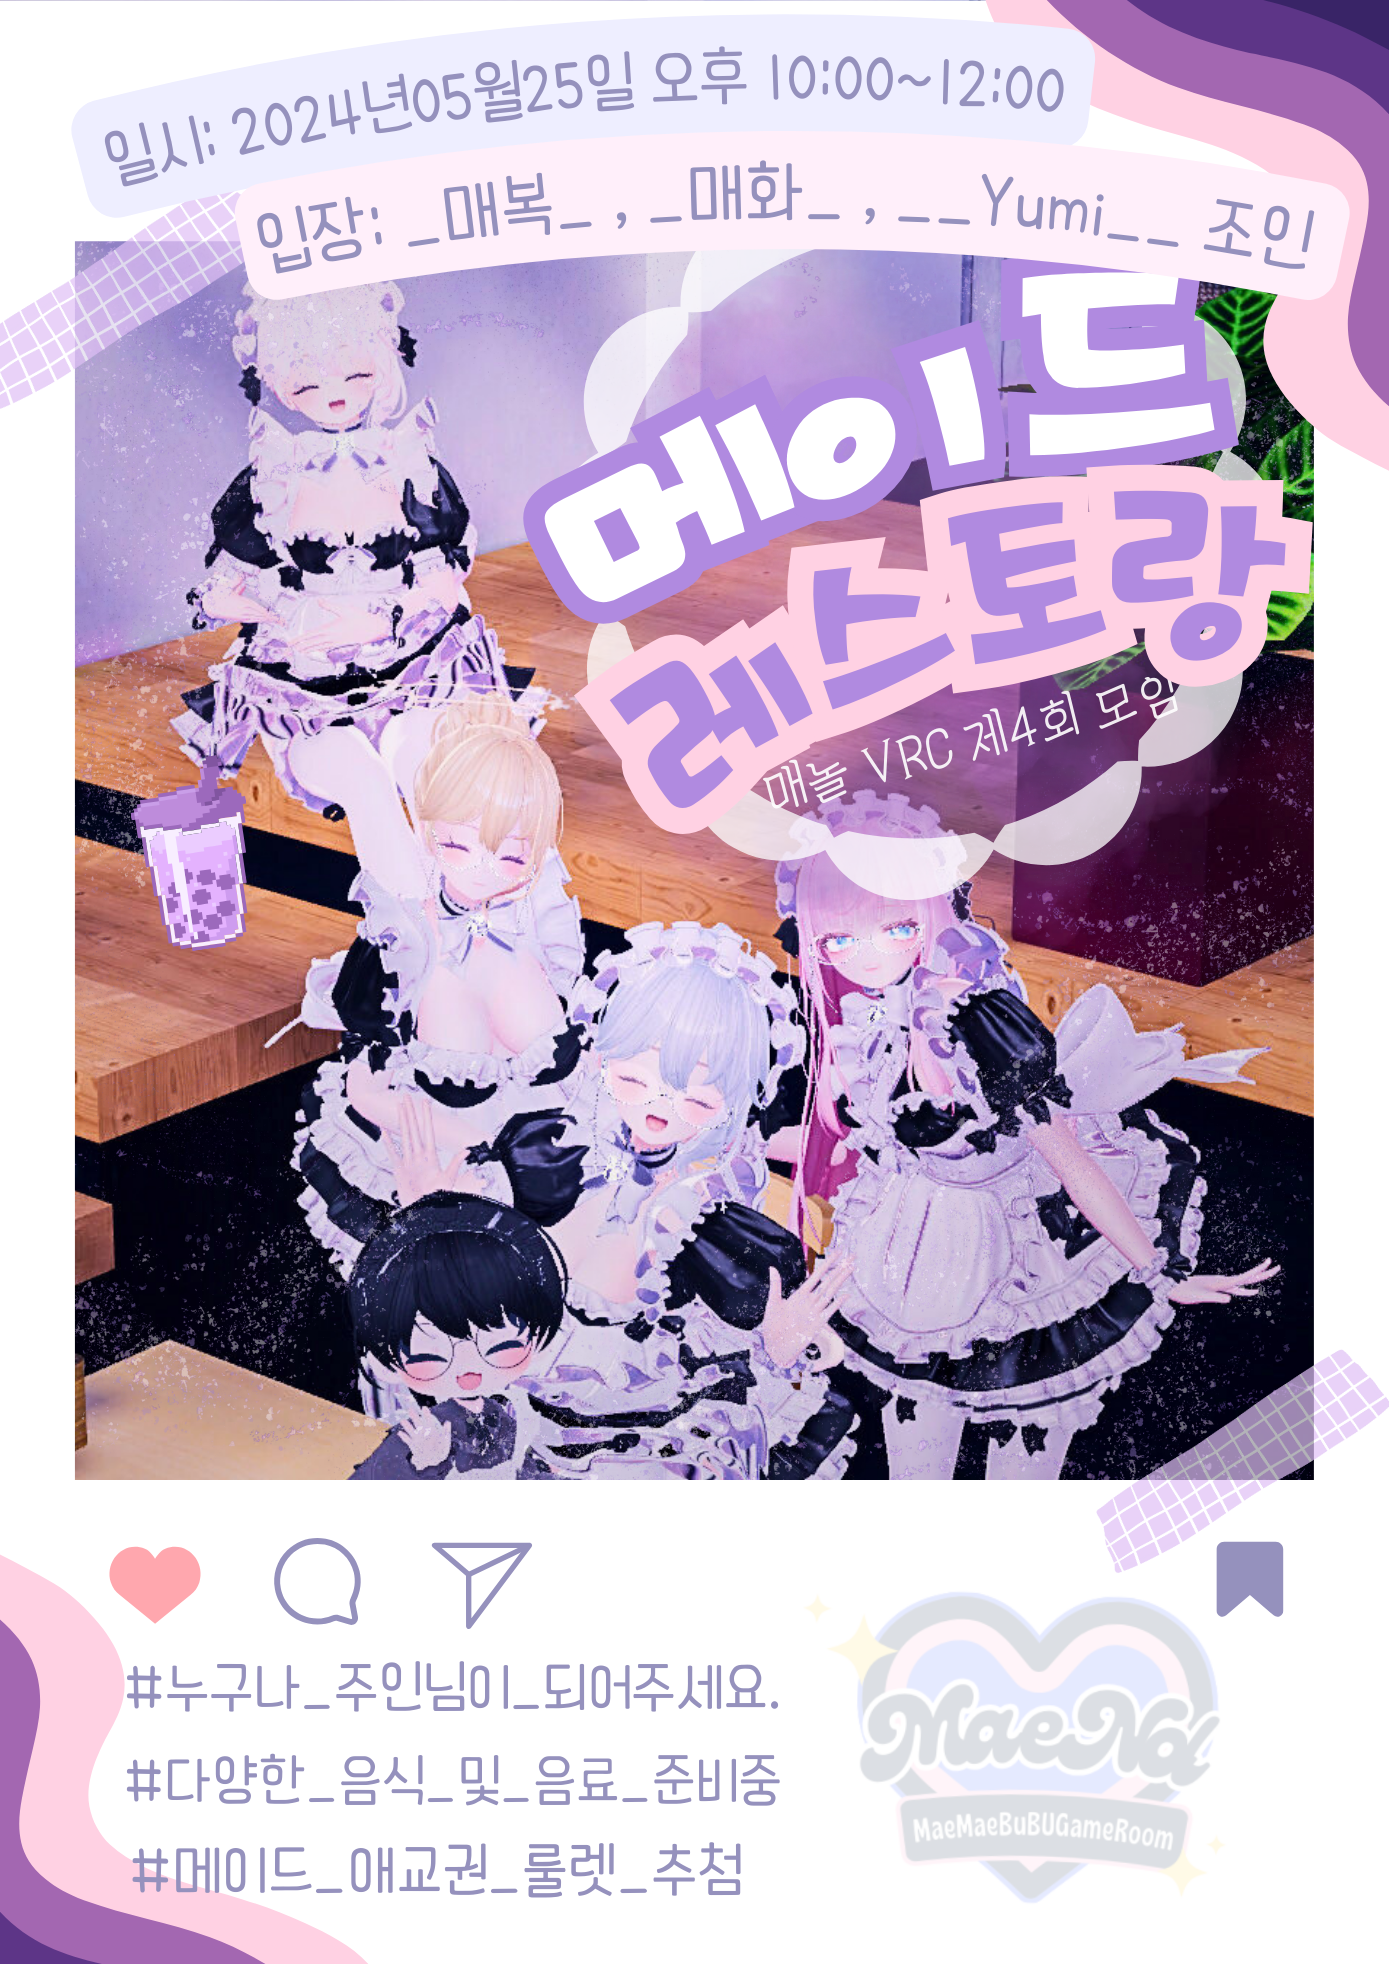 일시: 2024년05월25일 오후 10:00~12:00
입장: _매복_ , _매화_ , __Yumi__ 조인
메이드
레스토랑
매놀 VRC 제4회 모임
#누구나_주인님이_되어주세요.
#다양한_음식_및_음료_준비중
#메이드_애교권_룰렛_추첨
MaeNol
MaeMaeBuBUGameRoom